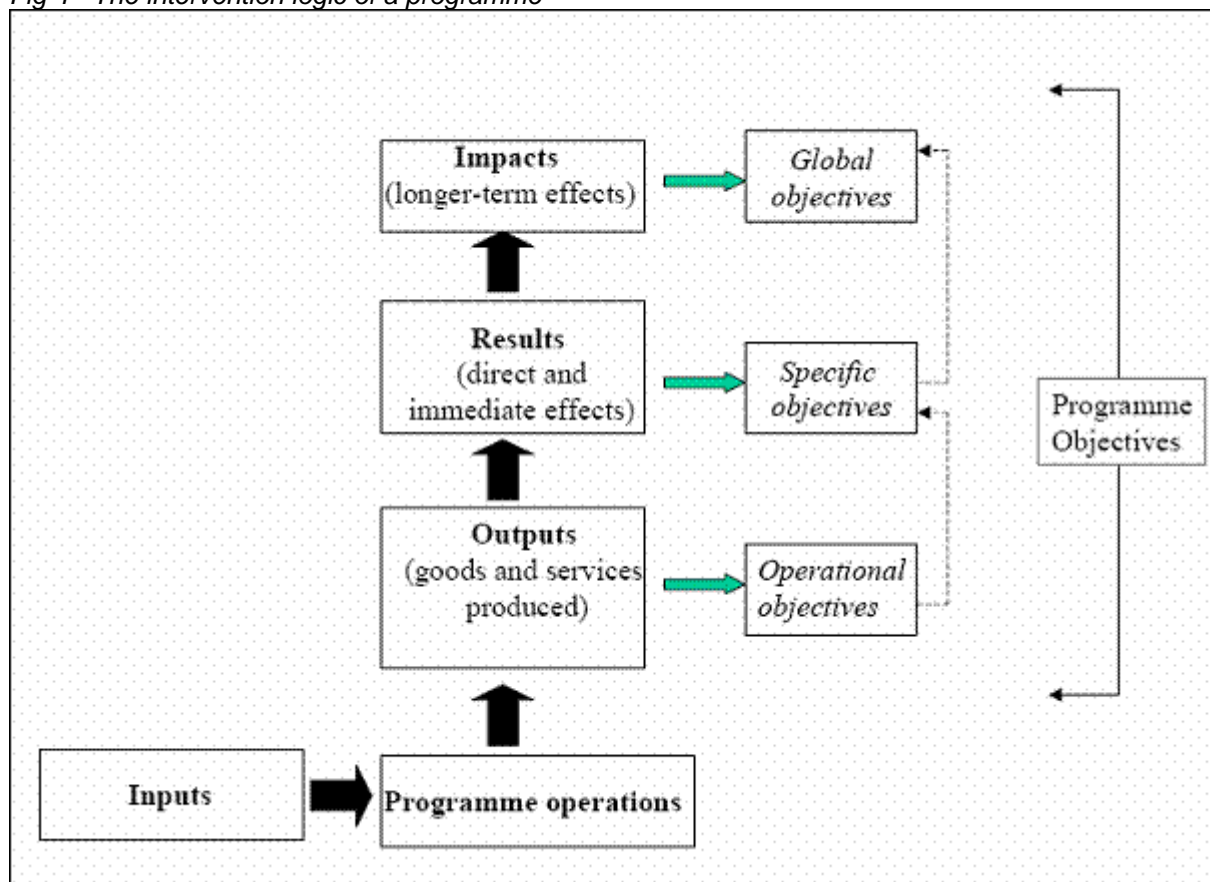 Fig 1 The intervention logic of a programme
Impacts
(longer-term effects)
Global
objectives
Results
(direct and
immediate effects)
Specific
objectives
Programme
Objectives
Outputs
(goods and services
produced)
Operational
objectives
Inputs
Programme operations